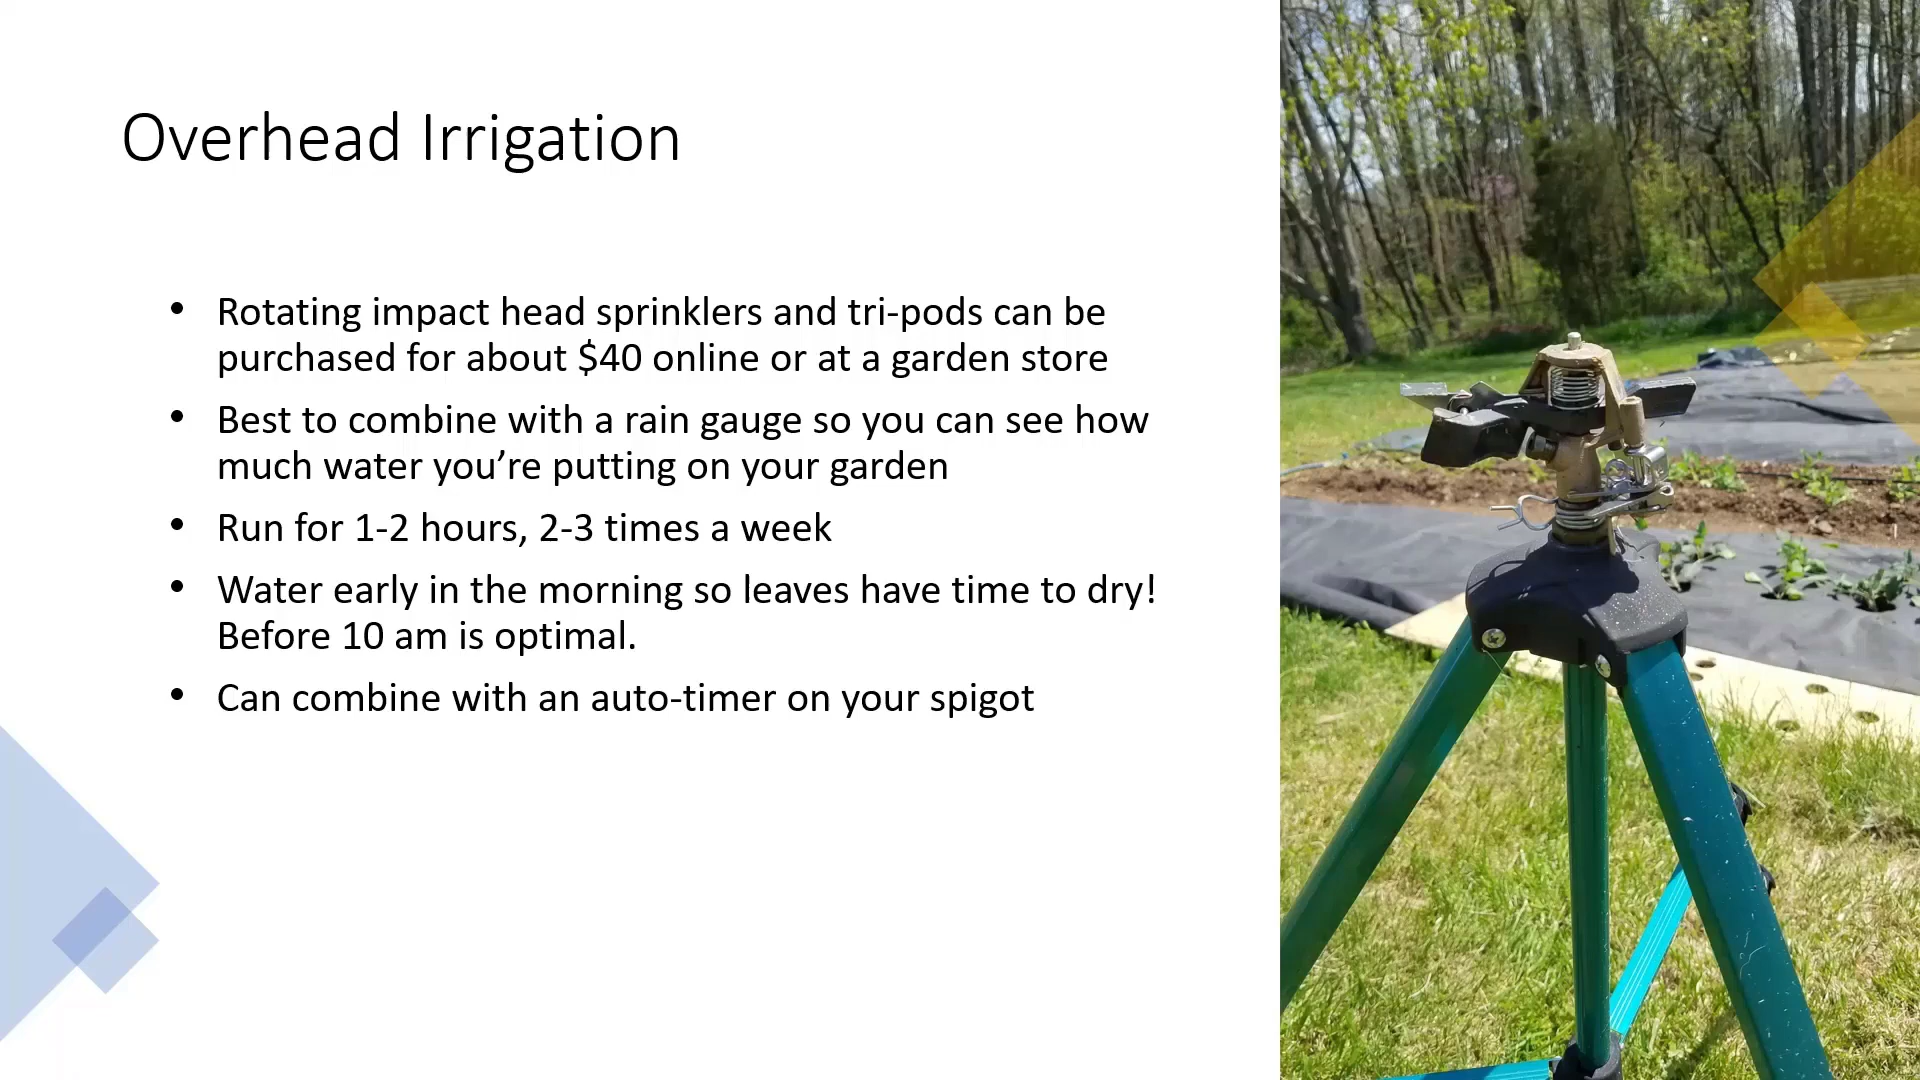 Overhead Irrigation
• Rotating impact head sprinklers and tri-pods can be
purchased for about $40 online or at a garden store
• Best to combine with a rain gauge so you can see how
much water you’re putting on your garden
• Run for 1-2 hours, 2-3 times a week
• Water early in the morning so leaves have time to dry!
Before 10 am is optimal.
• Can combine with an auto-timer on your spigot